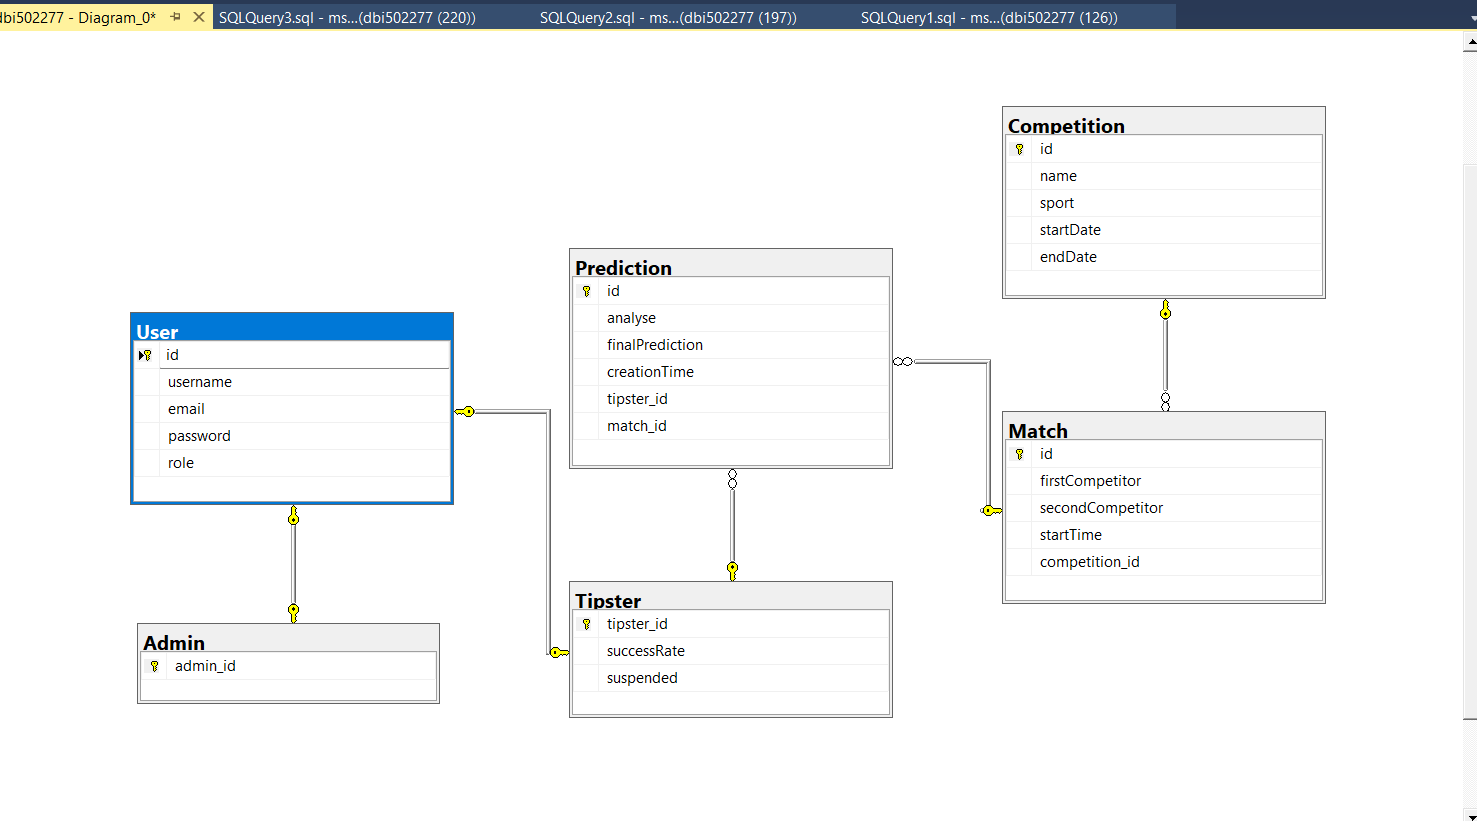 dbi502277 - Diagram_0*
SQLQuery3.sql - ms...(dbi502277 (220))
SQLQuery2.sql - ms...(dbi502277 (197))
SQLQuery1.sql - ms...(dbi502277 (126))
Competition
id
name
sport
startDate
endDate
Prediction
id
analyse
finalPrediction
creationTime
tipster_id
match_id
User
id
username
email
password
role
Match
id
firstCompetitor
secondCompetitor
startTime
competition_id
Tipster
tipster_id
successRate
suspended
Admin
admin_id